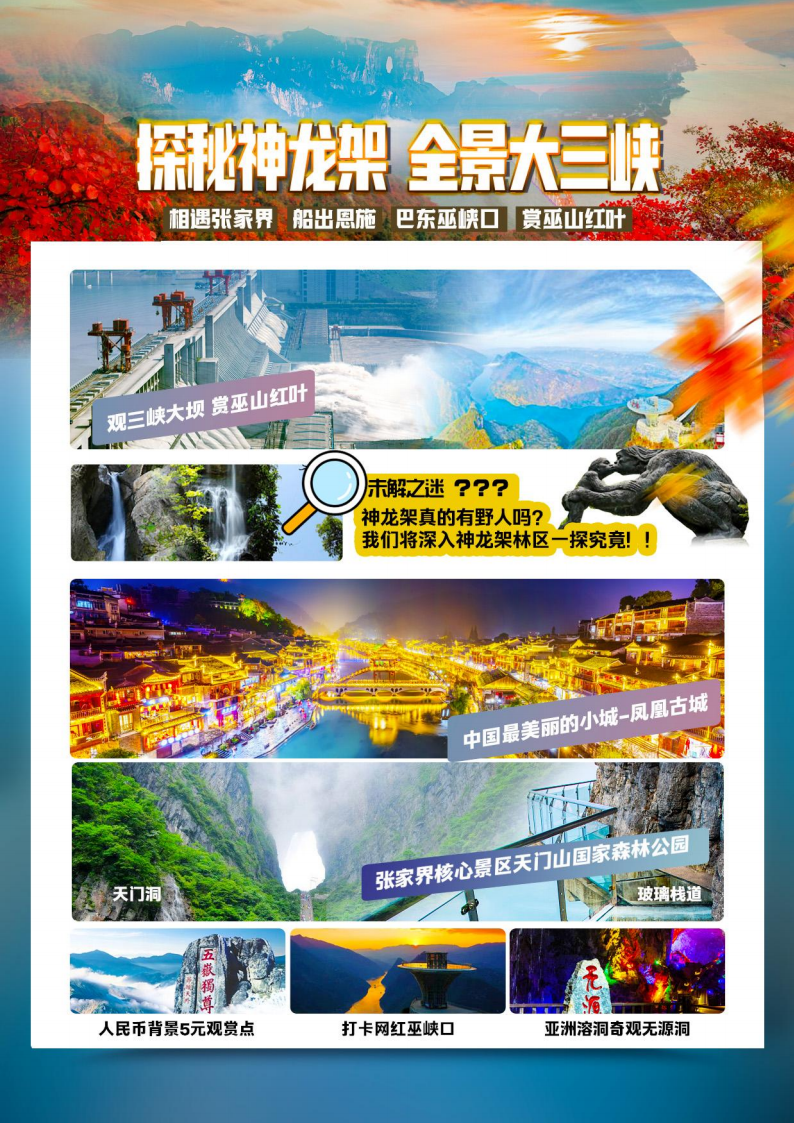 探秘神龙架 全景大三峡
相遇张家界 船出恩施 巴东巫峡口 赏巫山红叶
观三峡大坝 赏巫山红叶
未解之迷 ???
神龙架真的有野人吗?
我们将深入神龙架林区一探究竟!!
中国最美丽的小城-凤凰古城
张家界核心景区天门山国家森林公园
天门洞
玻璃栈道
五嶽獨尊
无源
人民币背景5元观赏点
打卡网红巫峡口
亚洲溶洞奇观无源洞